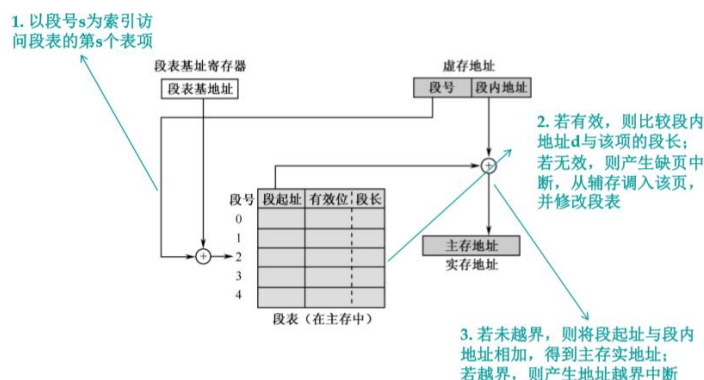 1. 以段号s为索引访
问段表的第s个表项
段表基址寄存器
段表基地址
虚存地址
段号 段内地址
2. 若有效，则比较段内
地址d与该项的段长；
若无效，则产生缺页中
断，从辅存调入该页，
并修改段表
段号 段起址 有效位 段长
0
1
2
3
4
段表（在主存中）
主存地址
实存地址
3. 若未越界，则将段起址与段内
地址相加，得到主存实地址；
若越界，则产生地址越界中断